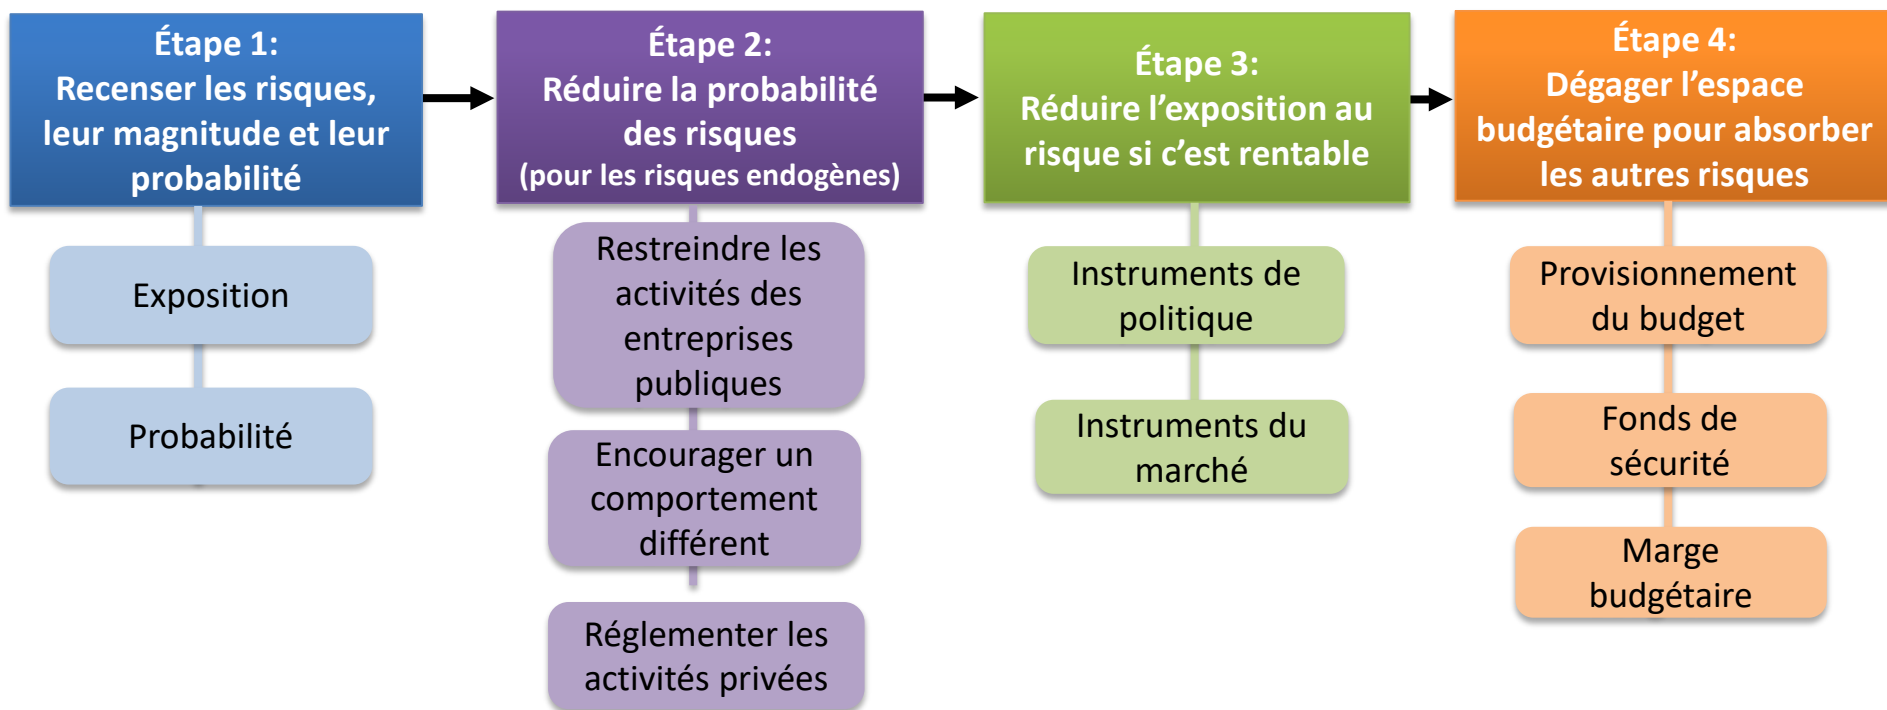 Étape 1:
Recenser les risques,
leur magnitude et leur
probabilité
Exposition
Probabilité
Étape 2:
Réduire la probabilité
des risques
(pour les risques endogènes)
Restreindre les
activités des
entreprises
publiques
Encourager un
comportement
différent
Réglementer les
activités privées
Étape 3:
Réduire l’exposition au
risque si c’est rentable
Instruments de
politique
Instruments du
marché
Étape 4:
Dégager l’espace
budgétaire pour absorber
les autres risques
Provisionnement
du budget
Fonds de
sécurité
Marge
budgétaire